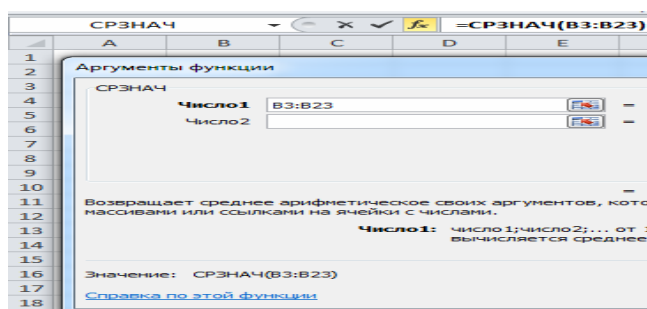 СРЗНАЧ fx =СРЗНАЧ(B3:B23)
A B C D E
1
2 Аргументы функции
3 СРЗНАЧ
4 Число1 B3:B23 =
5 Число2 =
6
7
8
9
10 =
11 Возвращает среднее арифметическое своих аргументов, кото
12 массивами или ссылками на ячейки с числами.
13 Число1: число1;число2;... от 1
14 вычисляется среднее
15
16 Значение: СРЗНАЧ(B3:B23)
17
18 Справка по этой функции